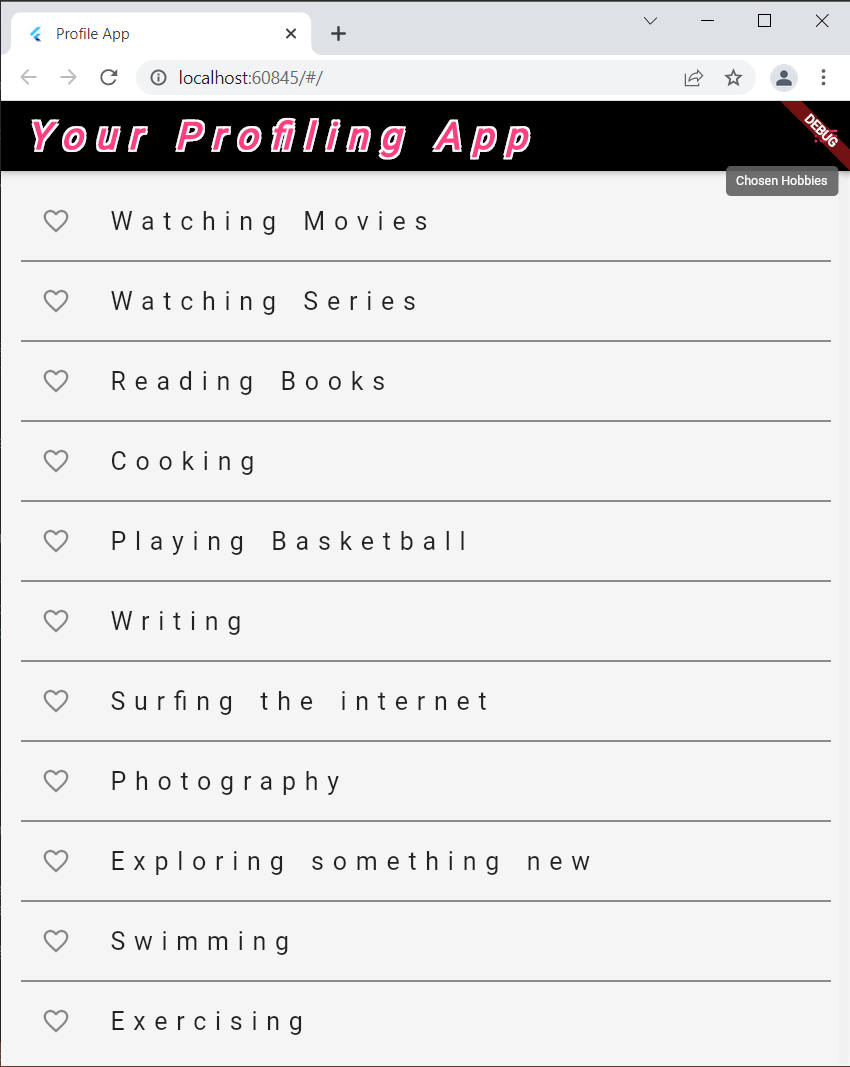 Profile App
localhost:60845/#/
Your Profiling App
DEBUG
Chosen Hobbies
Watching Movies
Watching Series
Reading Books
Cooking
Playing Basketball
Writing
Surfing the internet
Photography
Exploring something new
Swimming
Exercising